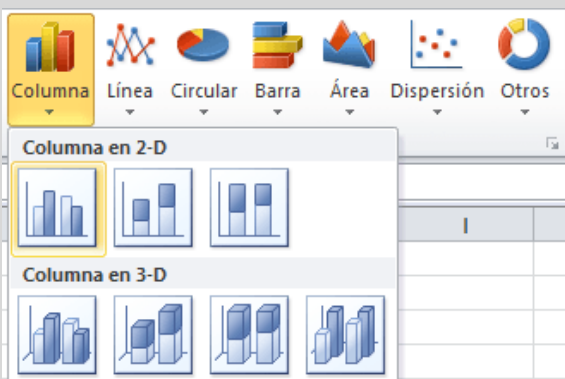 Columna Línea Circular Barra Área Dispersión Otros
Columna en 2-D
I
Columna en 3-D